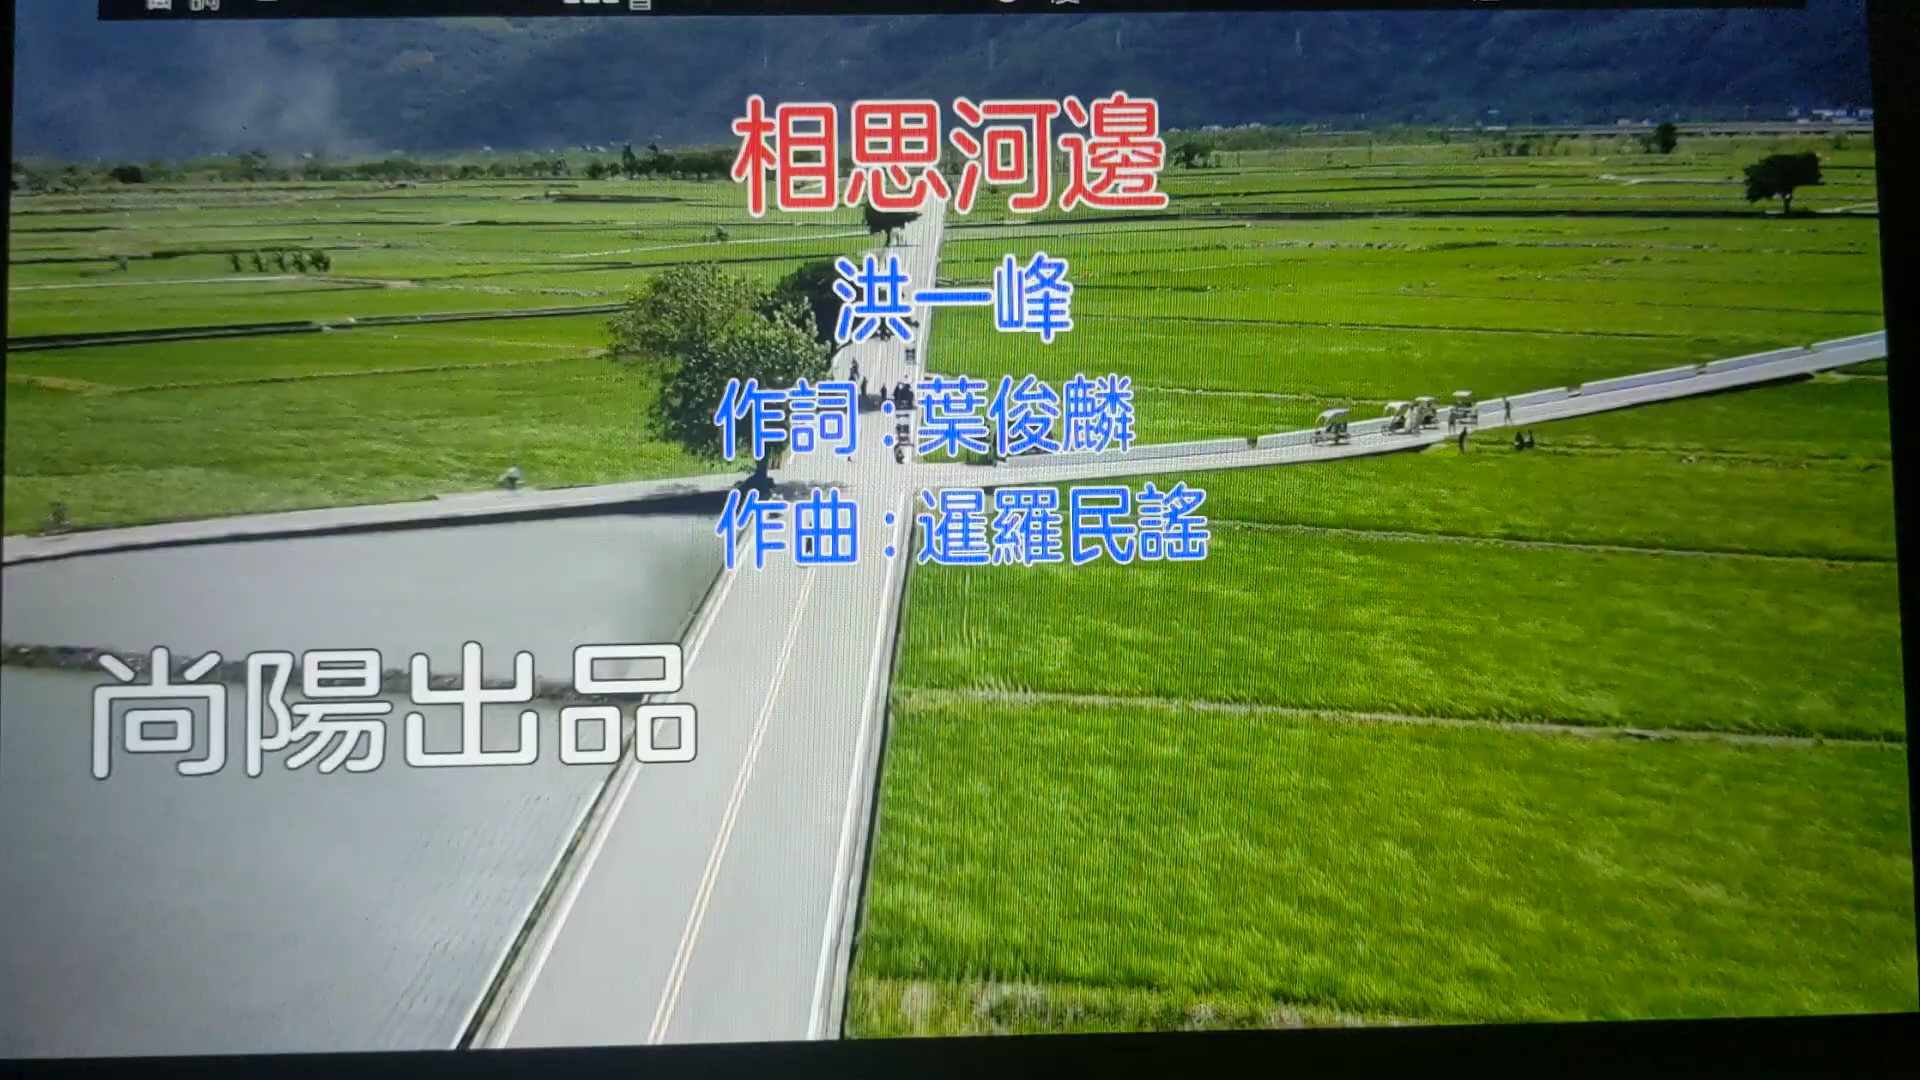 相思河邊
洪一峰
作詞:葉俊麟
作曲:暹羅民謠
尚陽出品